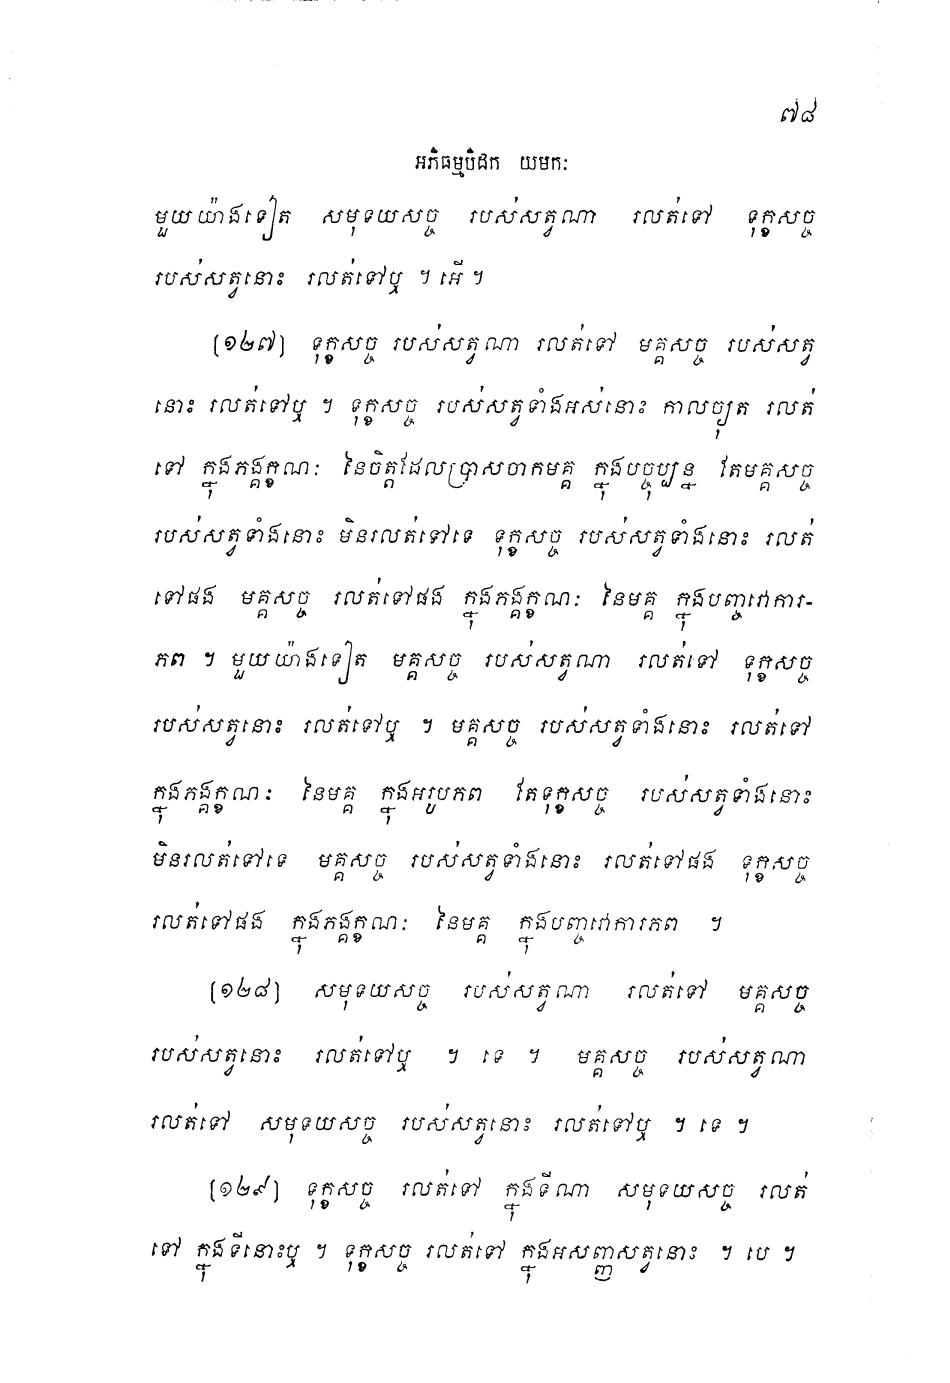 ៧៨
អភិធម្មបិដក យមកៈ
មួយយ៉ាងទៀត សមុទយសច្ច របស់សត្វណា រលត់ទៅ ទុក្ខសច្ច
របស់សត្វនោះ រលត់ទៅឬ ។ អើ ។
(១២៧) ទុក្ខសច្ច របស់សត្វណា រលត់ទៅ មគ្គសច្ច របស់សត្វ
នោះ រលត់ទៅឬ ។ ទុក្ខសច្ច របស់សត្វទាំងអស់នោះ កាលច្យុត រលត់
ទៅ ក្នុងភង្គក្ខណៈ នៃចិត្តដែលប្រាសចាកមគ្គ ក្នុងបច្ចុប្បន្ន តែមគ្គសច្ច
របស់សត្វទាំងនោះ មិនរលត់ទៅទេ ទុក្ខសច្ច របស់សត្វទាំងនោះ រលត់
ទៅផង មគ្គសច្ច រលត់ទៅផង ក្នុងភង្គក្ខណៈ នៃមគ្គ ក្នុងបញ្ចវោការ-
ភព ។ មួយយ៉ាងទៀត មគ្គសច្ច របស់សត្វណា រលត់ទៅ ទុក្ខសច្ច
របស់សត្វនោះ រលត់ទៅឬ ។ មគ្គសច្ច របស់សត្វទាំងនោះ រលត់ទៅ
ក្នុងភង្គក្ខណៈ នៃមគ្គ ក្នុងអរូបភព តែទុក្ខសច្ច របស់សត្វទាំងនោះ
មិនរលត់ទៅទេ មគ្គសច្ច របស់សត្វទាំងនោះ រលត់ទៅផង ទុក្ខសច្ច
រលត់ទៅផង ក្នុងភង្គក្ខណៈ នៃមគ្គ ក្នុងបញ្ចវោការភព ។
(១២៨) សមុទយសច្ច របស់សត្វណា រលត់ទៅ មគ្គសច្ច
របស់សត្វនោះ រលត់ទៅឬ ។ ទេ ។ មគ្គសច្ច របស់សត្វណា
រលត់ទៅ សមុទយសច្ច របស់សត្វនោះ រលត់ទៅឬ ។ ទេ ។
(១២៩) ទុក្ខសច្ច រលត់ទៅ ក្នុងទីណា សមុទយសច្ច រលត់
ទៅ ក្នុងទីនោះឬ ។ ទុក្ខសច្ច រលត់ទៅ ក្នុងអសញ្ញសត្វនោះ ។ បេ ។